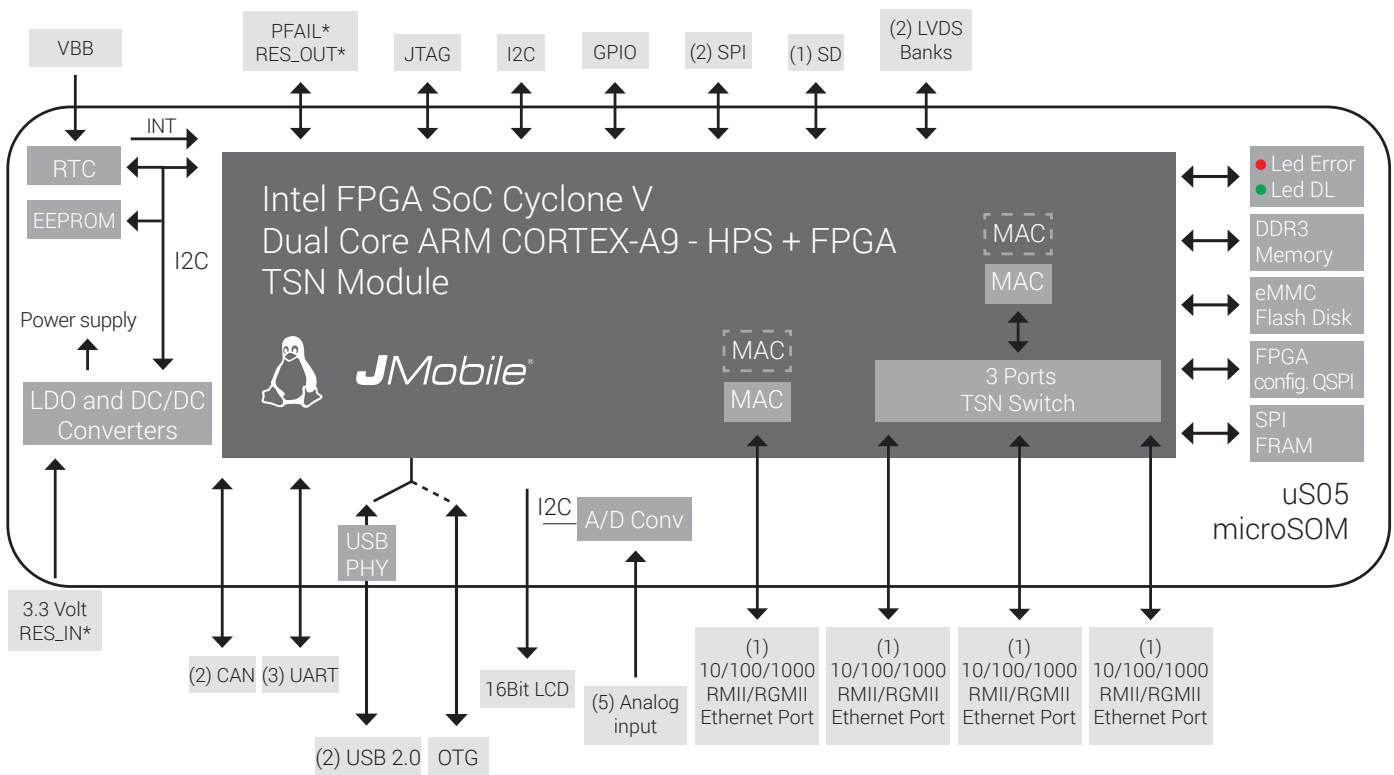 VBB
PFAIL*
RES_OUT*
JTAG
I2C
GPIO
(2) SPI
(1) SD
(2) LVDS
Banks
INT
RTC
EEPROM
I2C
Power supply
LDO and DC/DC
Converters
Intel FPGA SoC Cyclone V
Dual Core ARM CORTEX-A9 - HPS + FPGA
TSN Module
JMobile®
MAC
MAC
MAC
MAC
3 Ports
TSN Switch
Led Error
Led DL
DDR3
Memory
eMMC
Flash Disk
FPGA
config. QSPI
SPI
FRAM
uS05
microSOM
I2C
A/D Conv
USB
PHY
3.3 Volt
RES_IN*
(2) CAN
(3) UART
(2) USB 2.0
OTG
16Bit LCD
(5) Analog
input
(1)
10/100/1000
RMII/RGMII
Ethernet Port
(1)
10/100/1000
RMII/RGMII
Ethernet Port
(1)
10/100/1000
RMII/RGMII
Ethernet Port
(1)
10/100/1000
RMII/RGMII
Ethernet Port